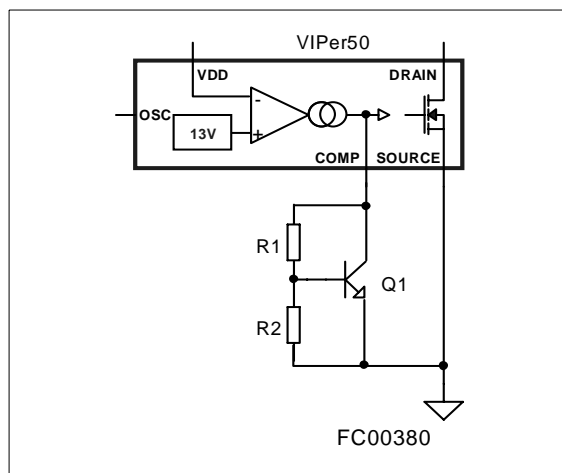 VIPer50
VDD
DRAIN
OSC
-
13V
+
COMP
SOURCE
R1
Q1
R2
FC00380